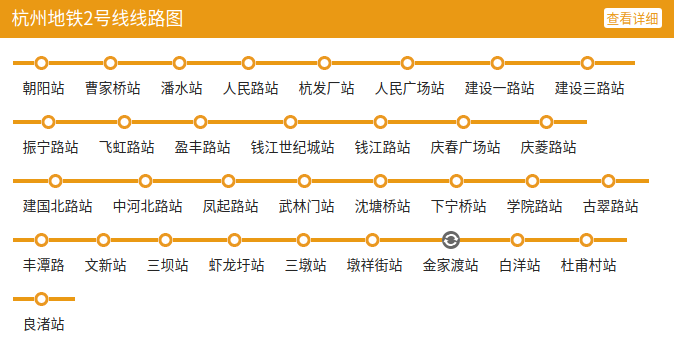 杭州地铁2号线线路图 查看详细
朝阳站 曹家桥站 潘水站 人民路站 杭发厂站 人民广场站 建设一路站 建设三路站
振宁路站 飞虹路站 盈丰路站 钱江世纪城站 钱江路站 庆春广场站 庆菱路站
建国北路站 中河北路站 凤起路站 武林门站 沈塘桥站 下宁桥站 学院路站 古翠路站
丰潭路 文新站 三坝站 虾龙圩站 三墩站 墩祥街站 金家渡站 白洋站 杜甫村站
良渚站